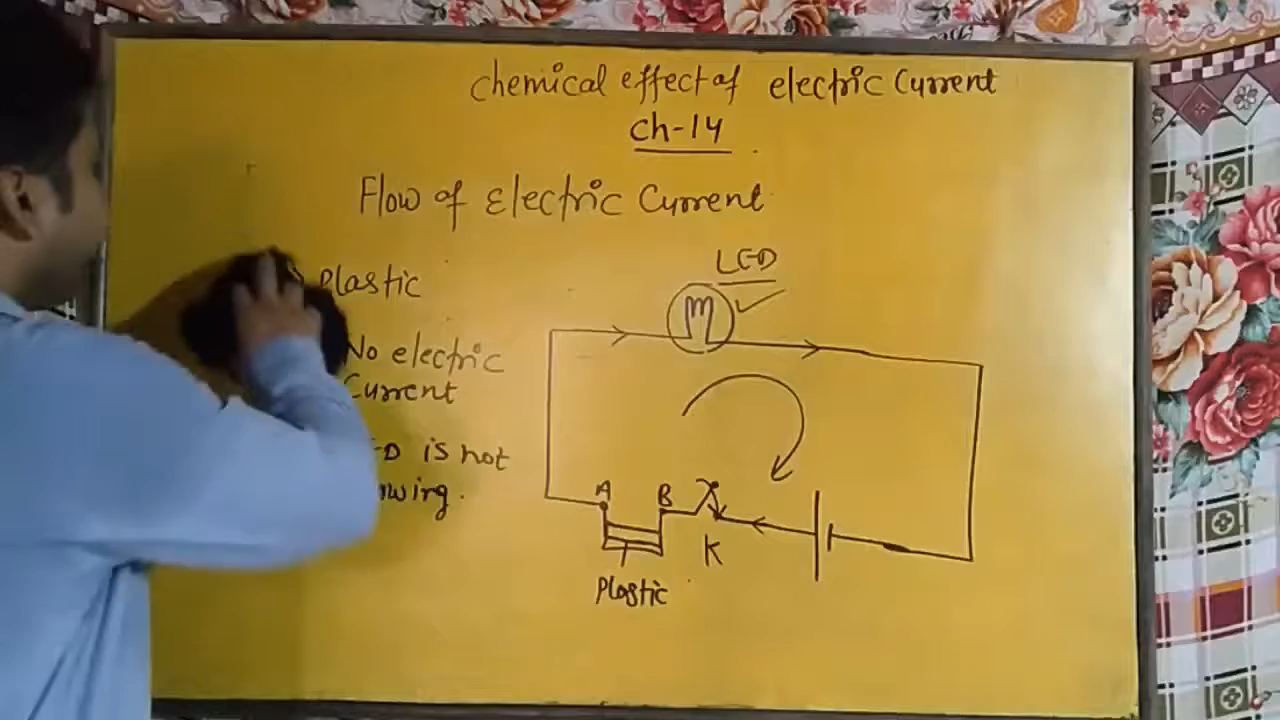 Chemical effect of electric Current
Ch-14
Flow of Electric Current
Plastic
No electric
Current
is not
LED
A
B
K
Plastic